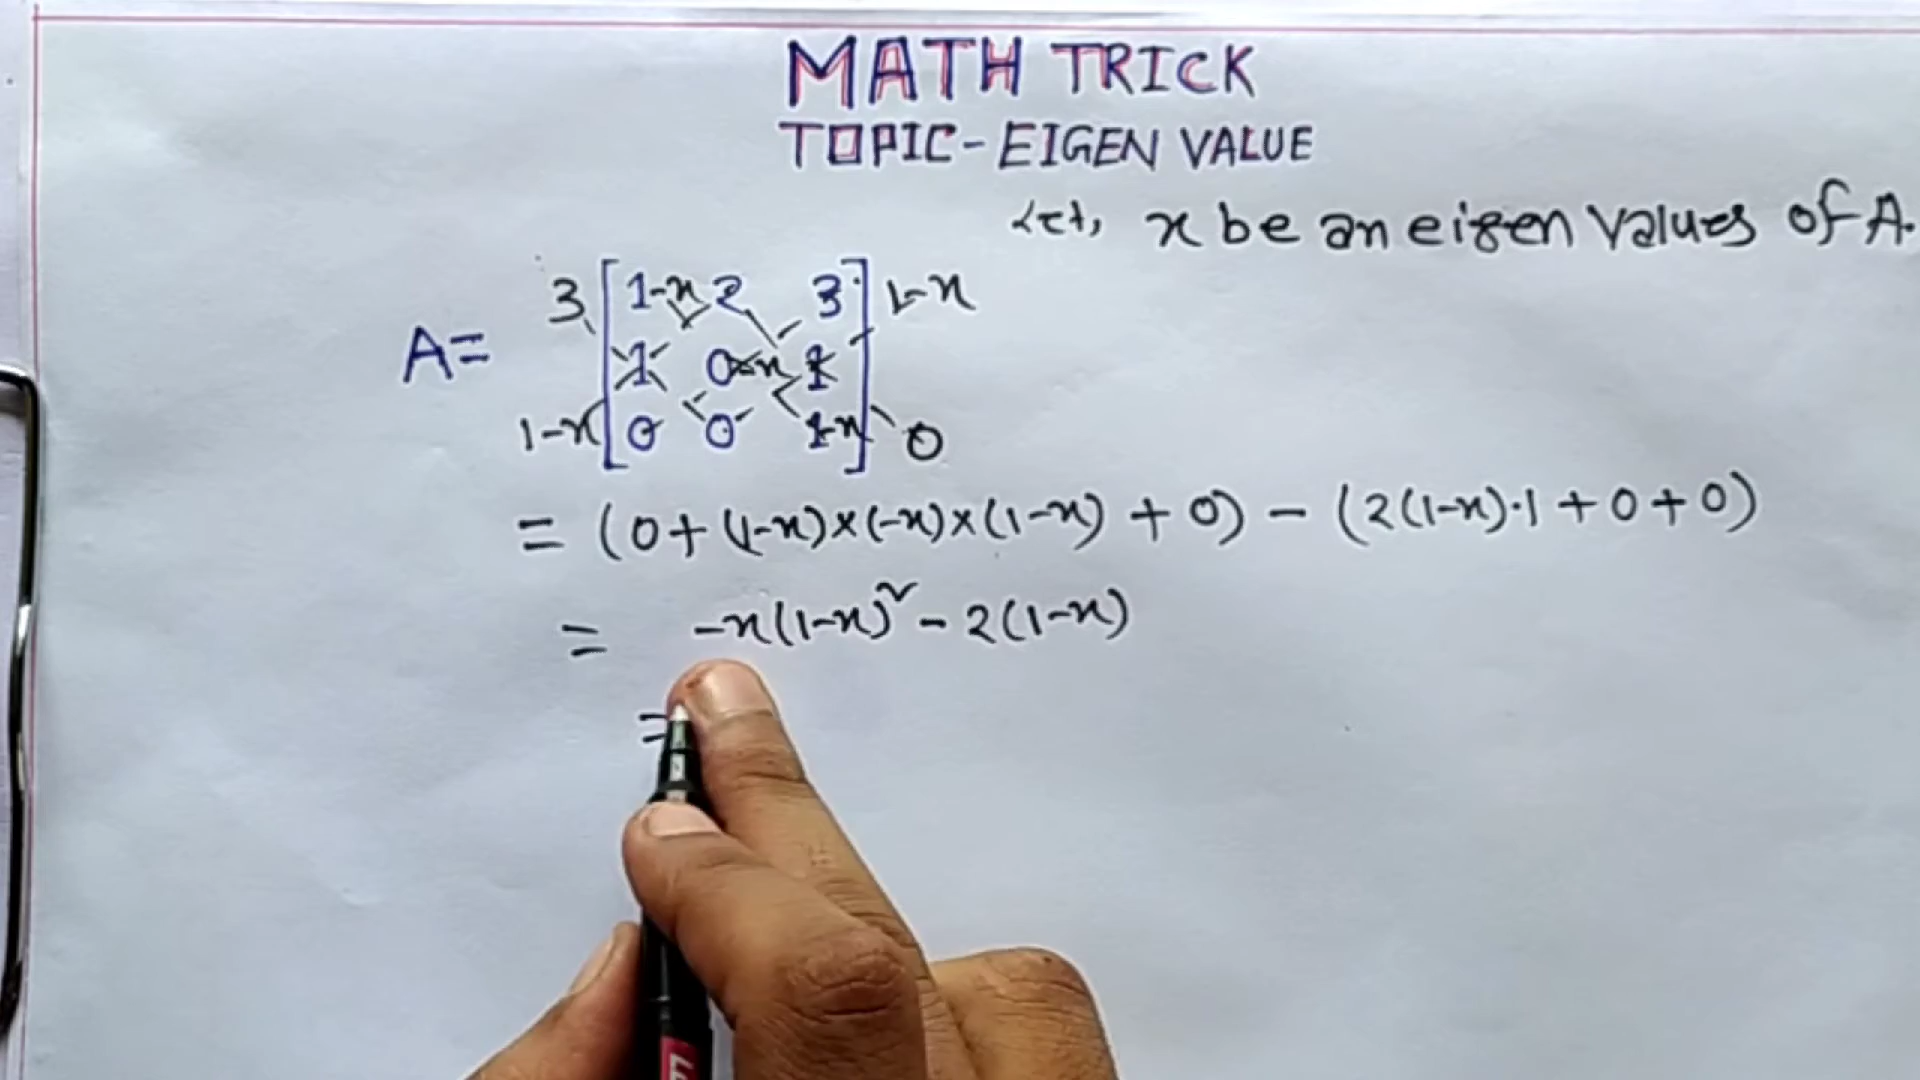 MATH TRICK
TOPIC-EIGEN VALUE
Let, x be an eigen values of A.
3 [ 1-x 2 3 ] 1-x
A= [ 1 0-x 1 ]
1-x [ 0 0 1-x ] 0
= (0+(1-x)×(-x)×(1-x)+0) - (2(1-x)·1+0+0)
= -x(1-x)² - 2(1-x)
=